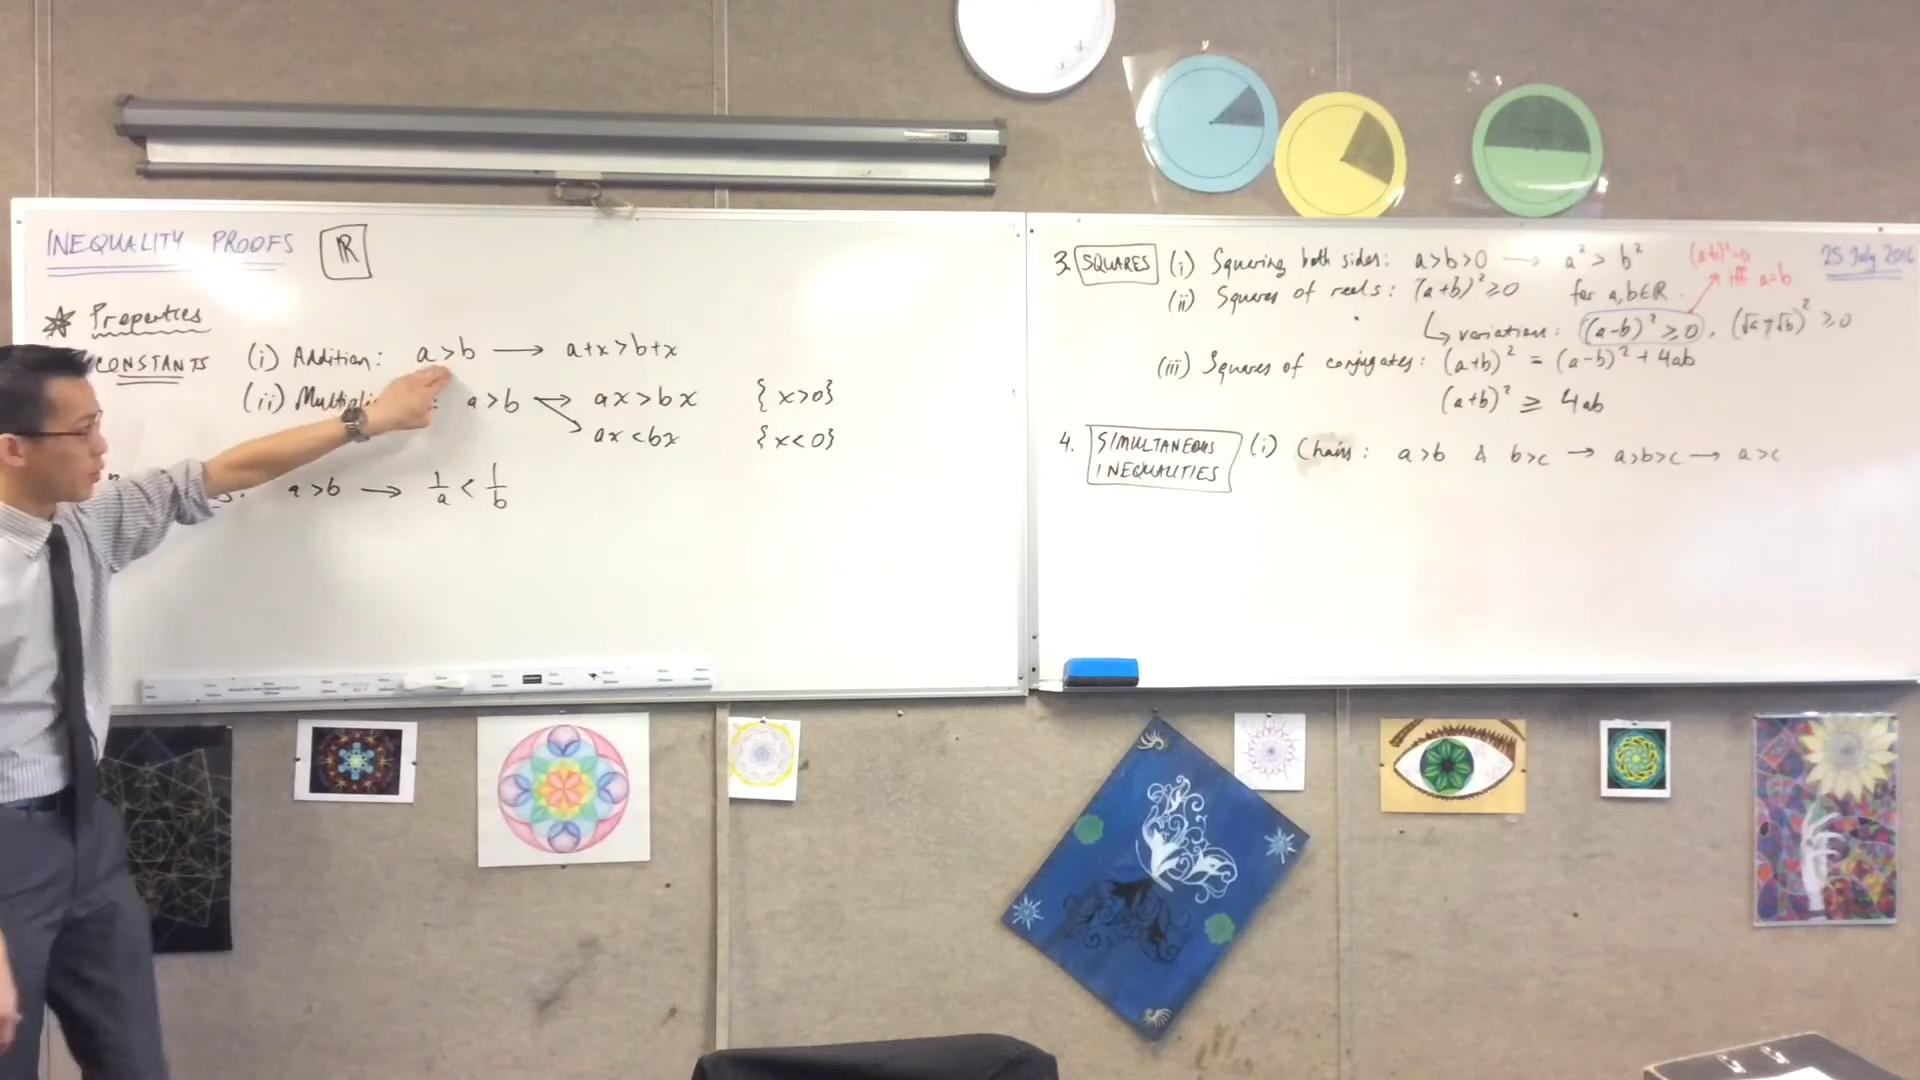 INEQUALITY PROOFS ℝ
Properties
CONSTANTS (i) Addition: a>b ⟶ a+x>b+x
(ii) a>b ⟶ ax>bx {x>0}
ax<bx {x<0}
a>b ⟶ 1/a < 1/b
25 July 2016
3. SQUARES (i) Squaring both sides: a>b>0 ⟶ a² > b²
(a-b)²=0
iff a=b
(ii) Squares of reals: (a+b)²≥0 for a,b∈R.
↳ variations: (a-b)²≥0,
(iii) Squares of conjugates: (a+b)² = (a-b)² + 4ab
(a+b)² ≥ 4ab
4. SIMULTANEOUS INEQUALITIES (i) Chains: a>b & b>c → a>b>c ⟶ a>c